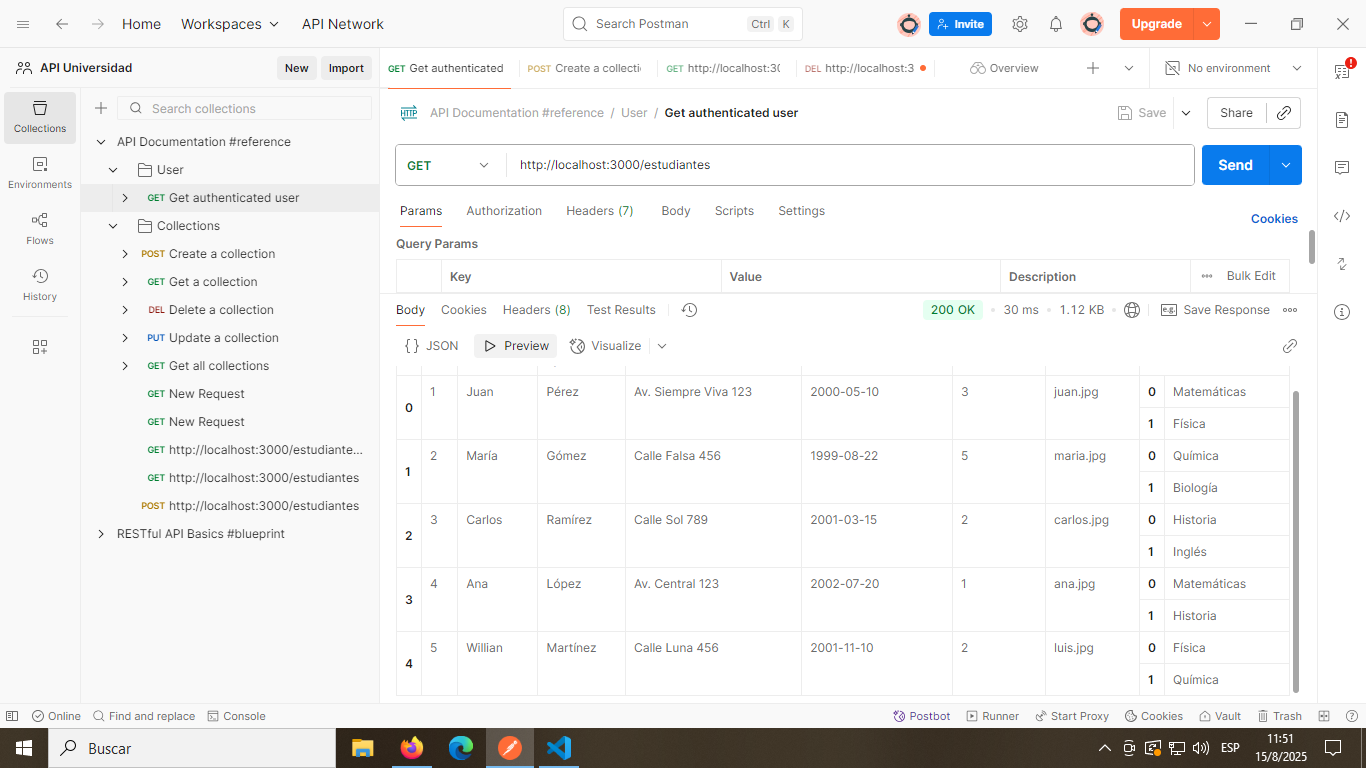 Home Workspaces API Network Search Postman Ctrl K Invite Upgrade
API Universidad New Import GET Get authenticated POST Create a collecti GET http://localhost:30 DEL http://localhost:3 Overview No environment
Search collections
Collections
Environments
Flows
History
API Documentation #reference
User
GET Get authenticated user
Collections
POST Create a collection
GET Get a collection
DEL Delete a collection
PUT Update a collection
GET Get all collections
GET New Request
GET New Request
GET http://localhost:3000/estudiante...
GET http://localhost:3000/estudiantes
POST http://localhost:3000/estudiantes
RESTful API Basics #blueprint
HTTP API Documentation #reference / User / Get authenticated user Save Share
GET http://localhost:3000/estudiantes Send
Params Authorization Headers (7) Body Scripts Settings Cookies
Query Params
Key Value Description Bulk Edit
Body Cookies Headers (8) Test Results 200 OK 30 ms 1.12 KB e.g. Save Response
{} JSON Preview Visualize
0 1 Juan Pérez Av. Siempre Viva 123 2000-05-10 3 juan.jpg 0 Matemáticas
1 Física
1 2 María Gómez Calle Falsa 456 1999-08-22 5 maria.jpg 0 Química
1 Biología
2 3 Carlos Ramírez Calle Sol 789 2001-03-15 2 carlos.jpg 0 Historia
1 Inglés
3 4 Ana López Av. Central 123 2002-07-20 1 ana.jpg 0 Matemáticas
1 Historia
4 5 Willian Martínez Calle Luna 456 2001-11-10 2 luis.jpg 0 Física
1 Química
Online Find and replace Console Postbot Runner Start Proxy Cookies Vault Trash
Buscar ESP 11:51
15/8/2025